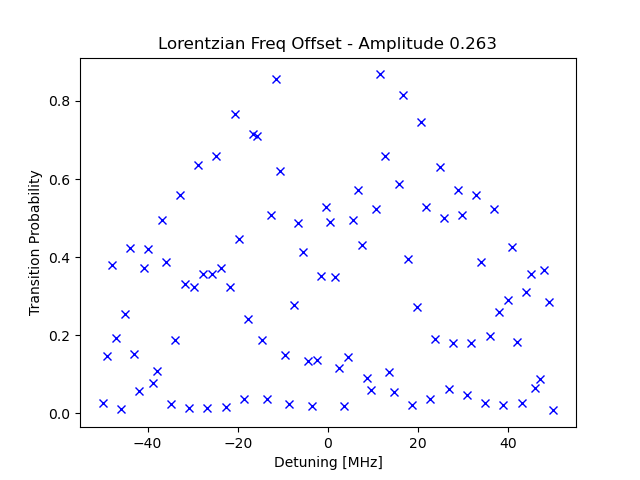 Lorentzian Freq Offset - Amplitude 0.263
0.8
0.6
0.4
0.2
0.0
Transition Probability
−40 −20 0 20 40
Detuning [MHz]